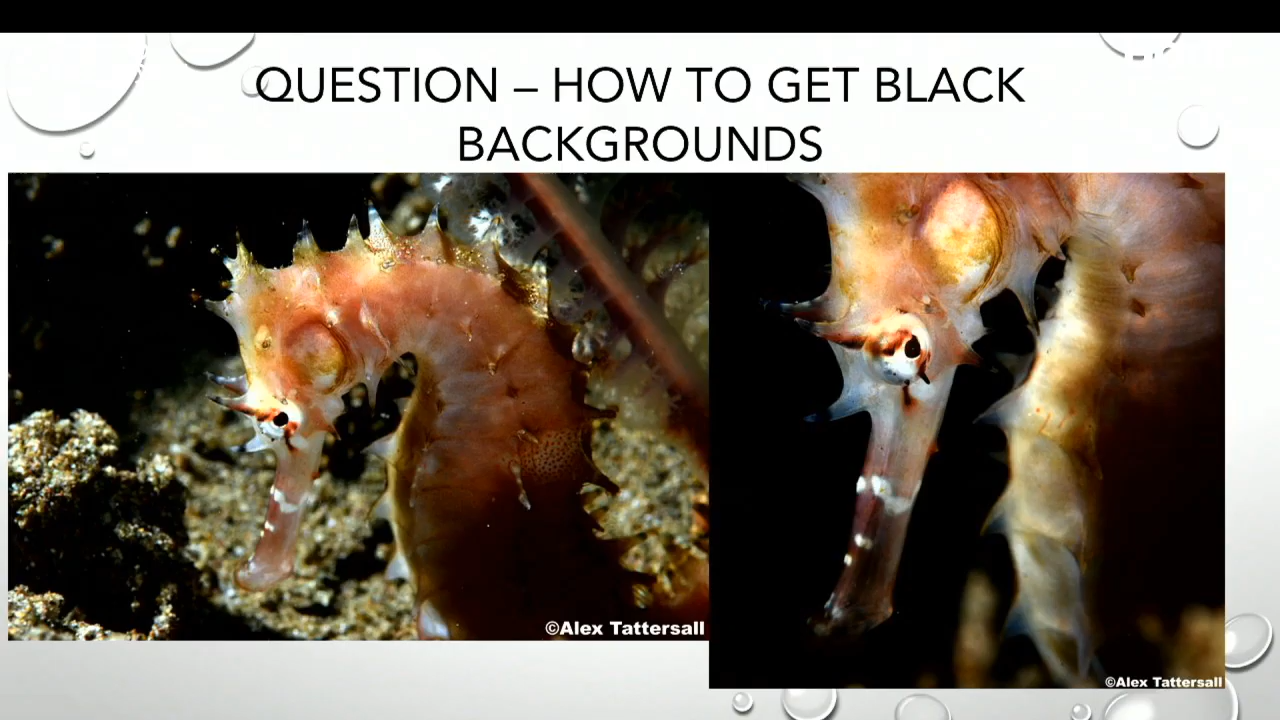 QUESTION – HOW TO GET BLACK
BACKGROUNDS
©Alex Tattersall
©Alex Tattersall